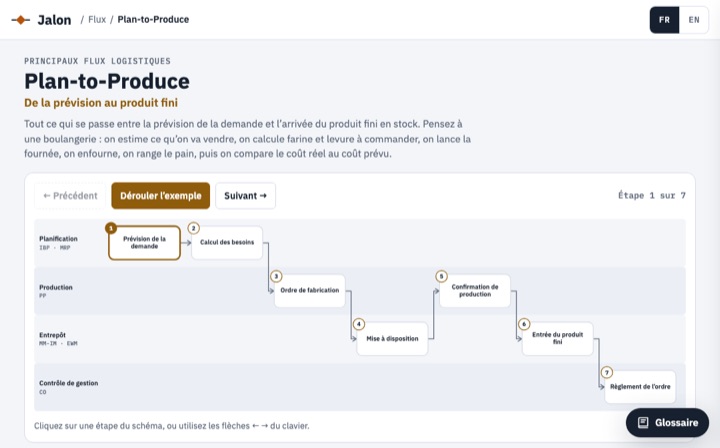 Jalon / Flux / Plan-to-Produce
FR EN
PRINCIPAUX FLUX LOGISTIQUES
Plan-to-Produce
De la prévision au produit fini
Tout ce qui se passe entre la prévision de la demande et l'arrivée du produit fini en stock. Pensez à
une boulangerie : on estime ce qu'on va vendre, on calcule farine et levure à commander, on lance la
fournée, on enfourne, on range le pain, puis on compare le coût réel au coût prévu.
← Précédent
Dérouler l'exemple
Suivant →
Étape 1 sur 7
Planification
IBP · MRP
1
Prévision de la
demande
2
Calcul des besoins
Production
PP
3
Ordre de fabrication
5
Confirmation de
production
Entrepôt
MM-IM · EWM
4
Mise à disposition
6
Entrée du produit
fini
Contrôle de gestion
CO
7
Règlement de l'ordre
Cliquez sur une étape du schéma, ou utilisez les flèches ← → du clavier.
Glossaire